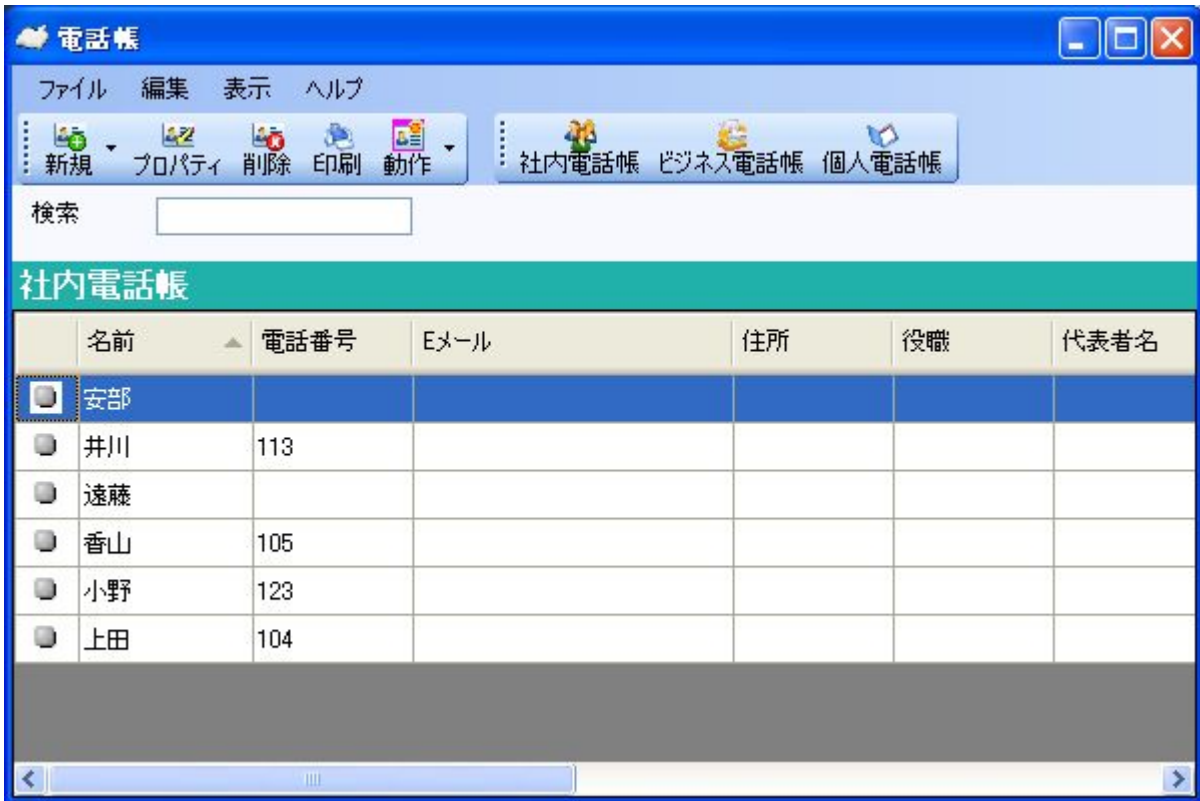 電話帳
ファイル 編集 表示 ヘルプ
新規 プロパティ 削除 印刷 動作 社内電話帳 ビジネス電話帳 個人電話帳
検索
社内電話帳
名前 電話番号 Eメール 住所 役職 代表者名
安部
井川 113
遠藤
香山 105
小野 123
上田 104